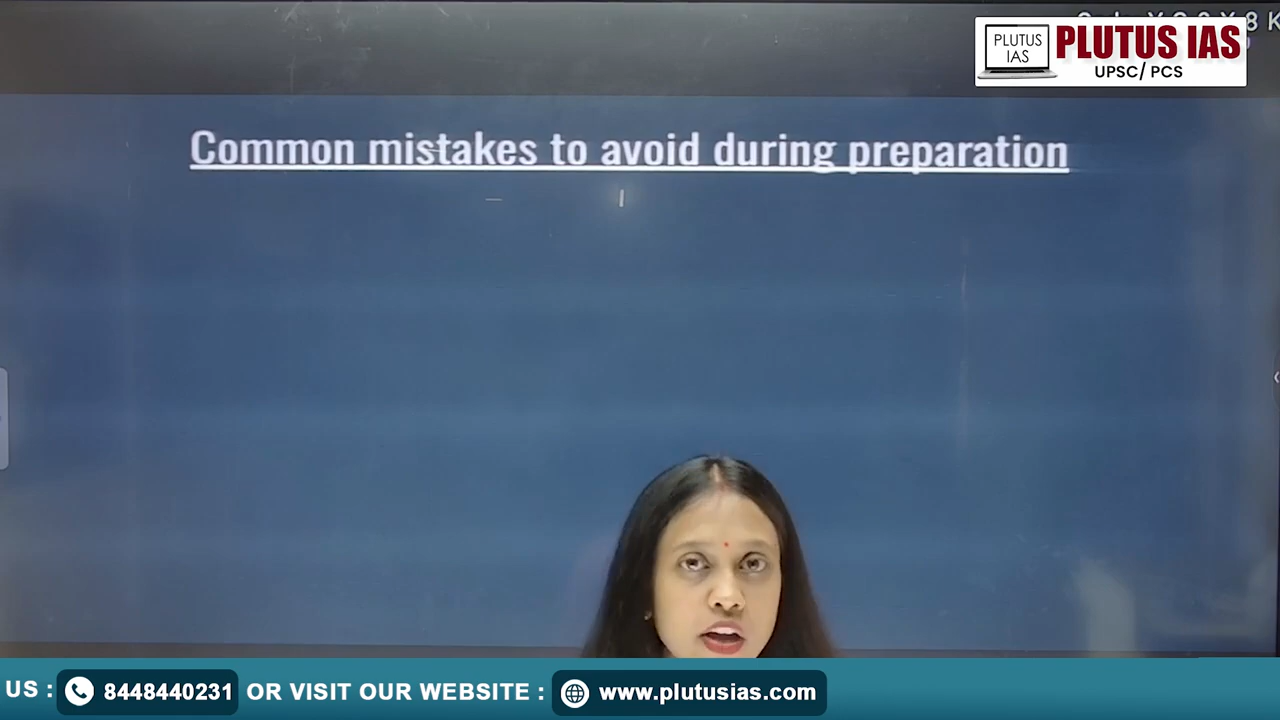 PLUTUS IAS
PLUTUS
IAS
UPSC/ PCS
Common mistakes to avoid during preparation
US : 8448440231 OR VISIT OUR WEBSITE : www.plutusias.com